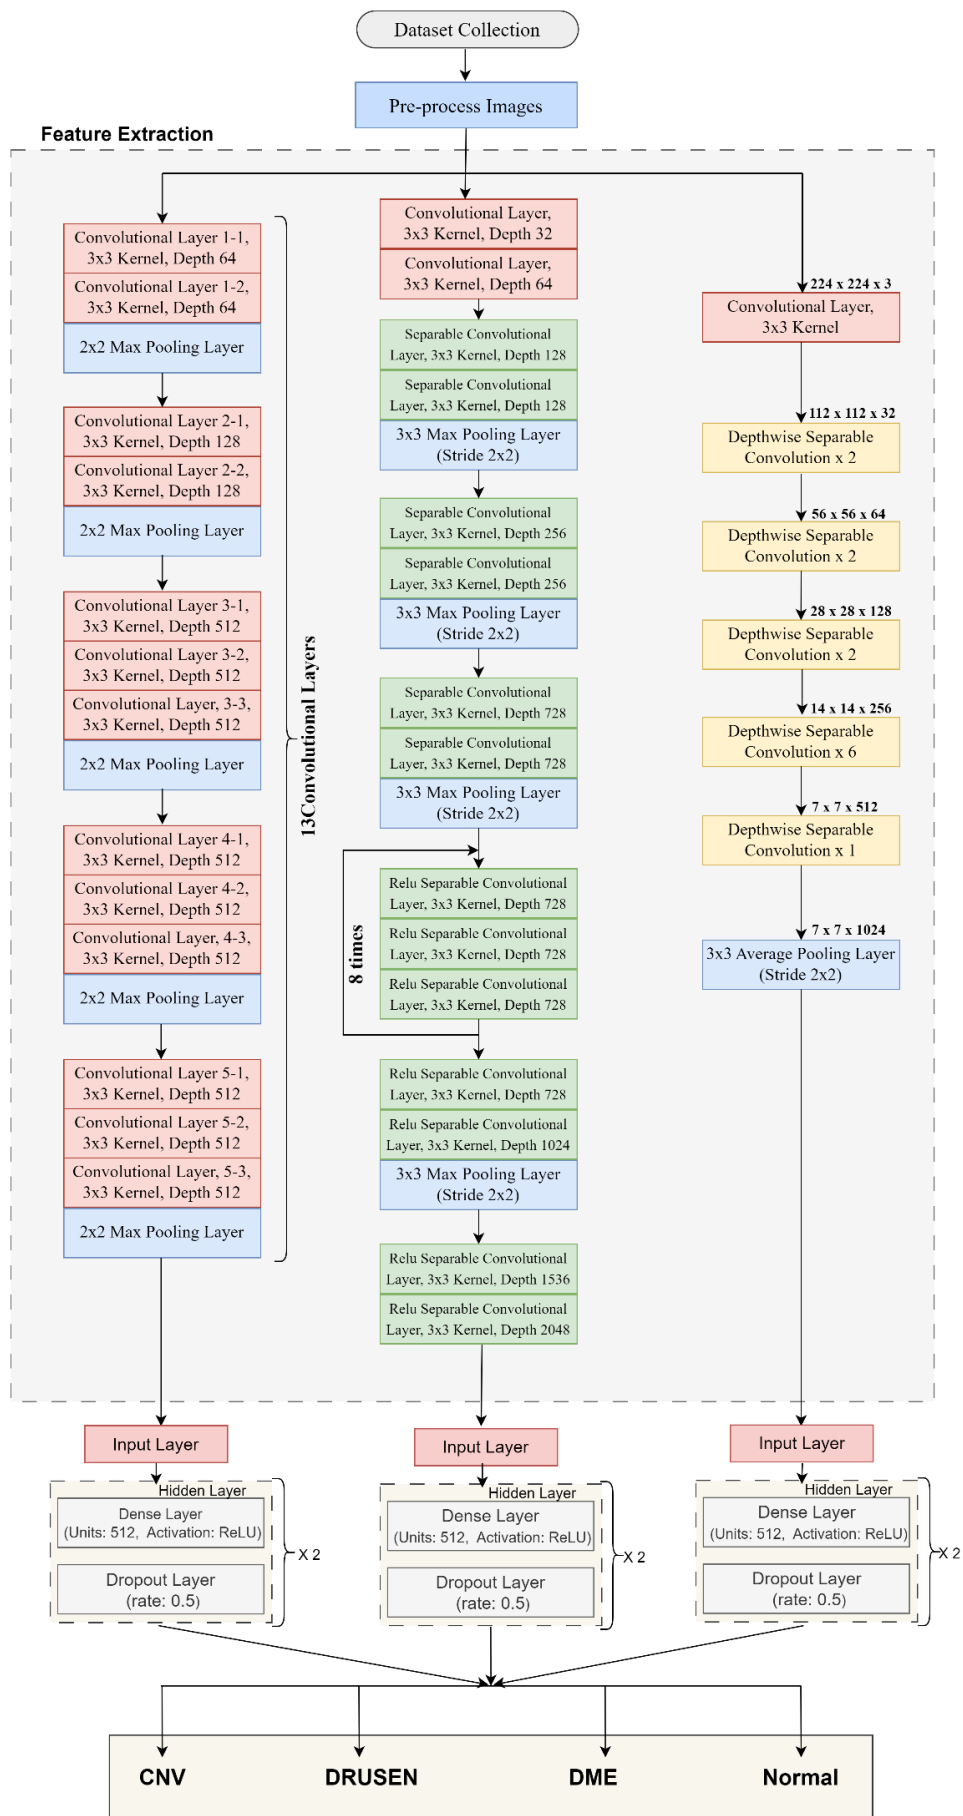 Dataset Collection
Pre-process Images
Feature Extraction
Convolutional Layer 1-1,
3x3 Kernel, Depth 64
Convolutional Layer 1-2,
3x3 Kernel, Depth 64
2x2 Max Pooling Layer
Convolutional Layer 2-1,
3x3 Kernel, Depth 128
Convolutional Layer 2-2,
3x3 Kernel, Depth 128
2x2 Max Pooling Layer
Convolutional Layer 3-1,
3x3 Kernel, Depth 512
Convolutional Layer 3-2,
3x3 Kernel, Depth 512
Convolutional Layer, 3-3,
3x3 Kernel, Depth 512
2x2 Max Pooling Layer
Convolutional Layer 4-1,
3x3 Kernel, Depth 512
Convolutional Layer 4-2,
3x3 Kernel, Depth 512
Convolutional Layer, 4-3,
3x3 Kernel, Depth 512
2x2 Max Pooling Layer
Convolutional Layer 5-1,
3x3 Kernel, Depth 512
Convolutional Layer 5-2,
3x3 Kernel, Depth 512
Convolutional Layer, 5-3,
3x3 Kernel, Depth 512
2x2 Max Pooling Layer
13Convolutional Layers
Convolutional Layer,
3x3 Kernel, Depth 32
Convolutional Layer,
3x3 Kernel, Depth 64
Separable Convolutional
Layer, 3x3 Kernel, Depth 128
Separable Convolutional
Layer, 3x3 Kernel, Depth 128
3x3 Max Pooling Layer
(Stride 2x2)
Separable Convolutional
Layer, 3x3 Kernel, Depth 256
Separable Convolutional
Layer, 3x3 Kernel, Depth 256
3x3 Max Pooling Layer
(Stride 2x2)
Separable Convolutional
Layer, 3x3 Kernel, Depth 728
Separable Convolutional
Layer, 3x3 Kernel, Depth 728
3x3 Max Pooling Layer
(Stride 2x2)
8 times
Relu Separable Convolutional
Layer, 3x3 Kernel, Depth 728
Relu Separable Convolutional
Layer, 3x3 Kernel, Depth 728
Relu Separable Convolutional
Layer, 3x3 Kernel, Depth 728
Relu Separable Convolutional
Layer, 3x3 Kernel, Depth 728
Relu Separable Convolutional
Layer, 3x3 Kernel, Depth 1024
3x3 Max Pooling Layer
(Stride 2x2)
Relu Separable Convolutional
Layer, 3x3 Kernel, Depth 1536
Relu Separable Convolutional
Layer, 3x3 Kernel, Depth 2048
224 x 224 x 3
Convolutional Layer,
3x3 Kernel
112 x 112 x 32
Depthwise Separable
Convolution x 2
56 x 56 x 64
Depthwise Separable
Convolution x 2
28 x 28 x 128
Depthwise Separable
Convolution x 2
14 x 14 x 256
Depthwise Separable
Convolution x 6
7 x 7 x 512
Depthwise Separable
Convolution x 1
7 x 7 x 1024
3x3 Average Pooling Layer
(Stride 2x2)
Input Layer
Hidden Layer
Dense Layer
(Units: 512, Activation: ReLU)
Dropout Layer
(rate: 0.5)
X 2
Input Layer
Hidden Layer
Dense Layer
(Units: 512, Activation: ReLU)
Dropout Layer
(rate: 0.5)
X 2
Input Layer
Hidden Layer
Dense Layer
(Units: 512, Activation: ReLU)
Dropout Layer
(rate: 0.5)
X 2
CNV
DRUSEN
DME
Normal